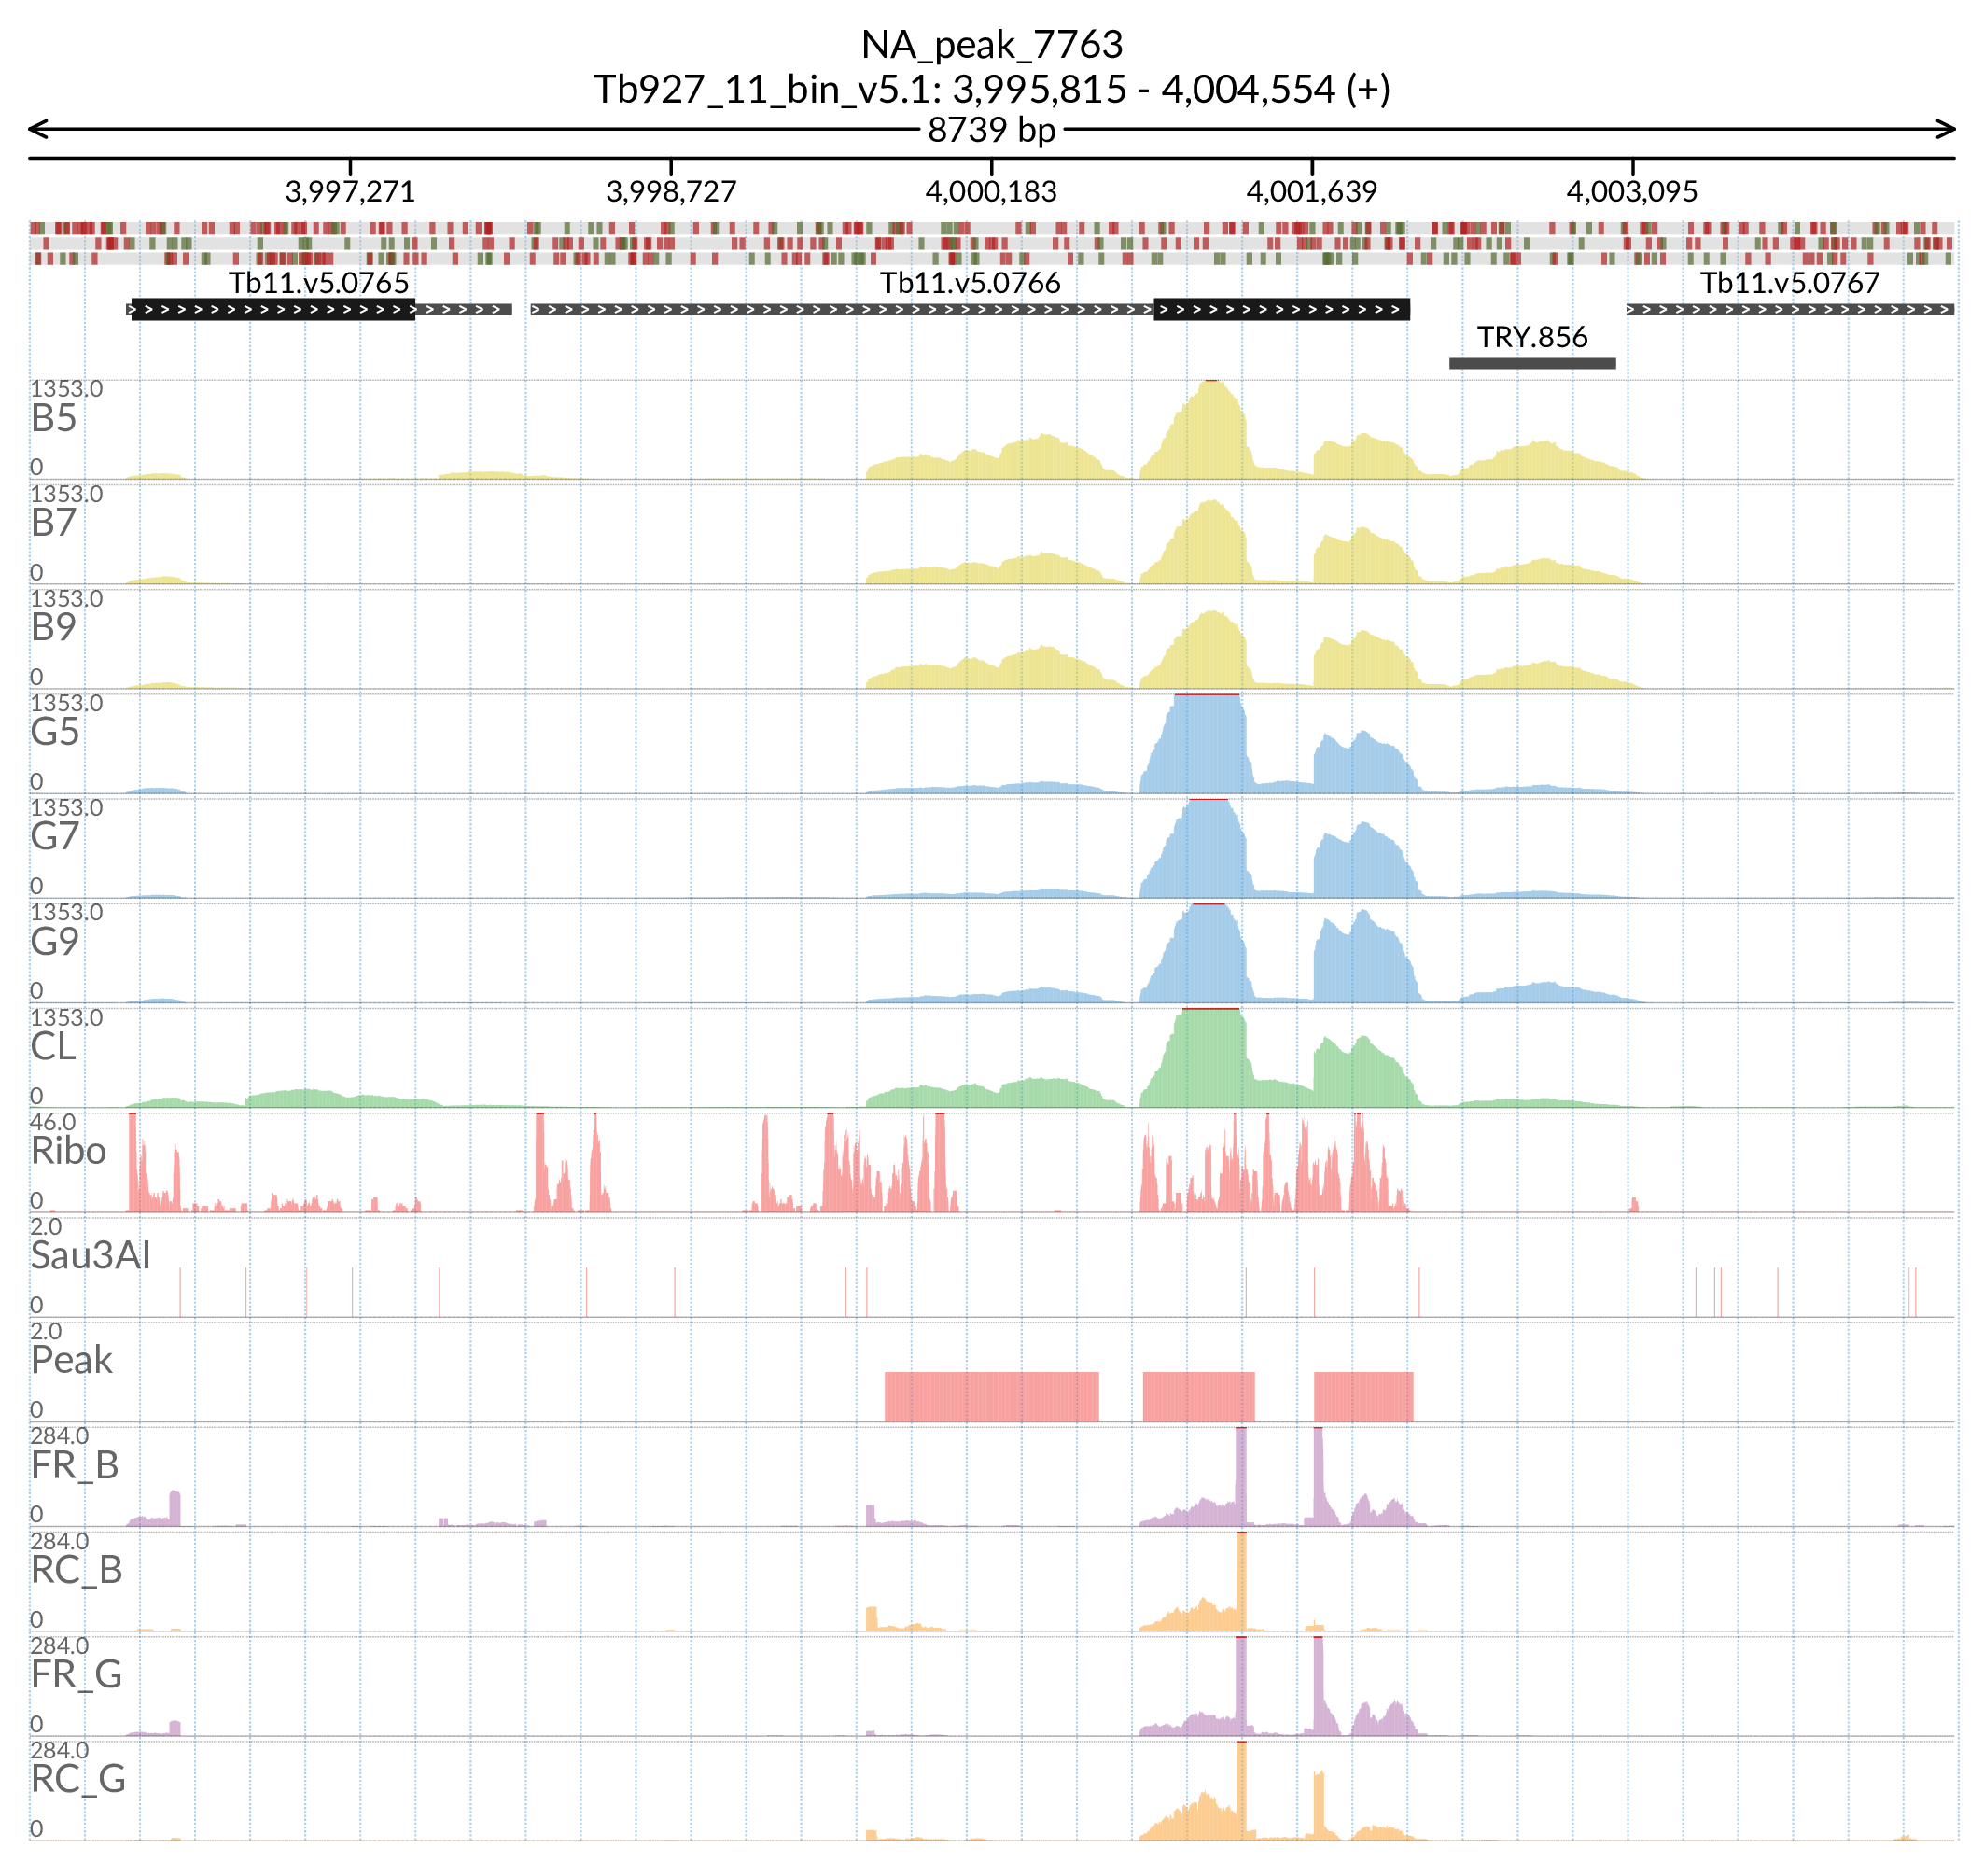 NA_peak_7763
Tb927_11_bin_v5.1: 3,995,815 - 4,004,554 (+)
8739 bp
3,997,271 3,998,727 4,000,183 4,001,639 4,003,095
Tb11.v5.0765 Tb11.v5.0766 Tb11.v5.0767
TRY.856
1353.0
B5
0
1353.0
B7
0
1353.0
B9
0
1353.0
G5
0
1353.0
G7
0
1353.0
G9
0
1353.0
CL
0
46.0
Ribo
0
2.0
Sau3AI
0
2.0
Peak
0
284.0
FR_B
0
284.0
RC_B
0
284.0
FR_G
0
284.0
RC_G
0